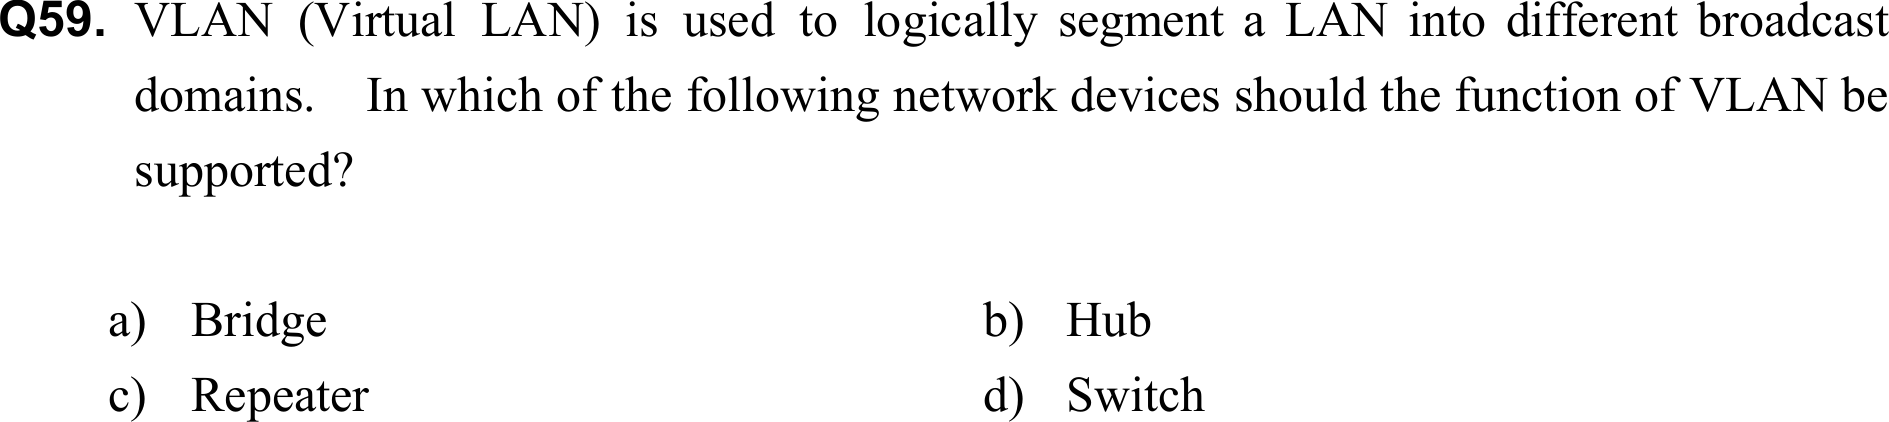 Q59. VLAN (Virtual LAN) is used to logically segment a LAN into different broadcast
domains. In which of the following network devices should the function of VLAN be
supported?
a) Bridge b) Hub
c) Repeater d) Switch